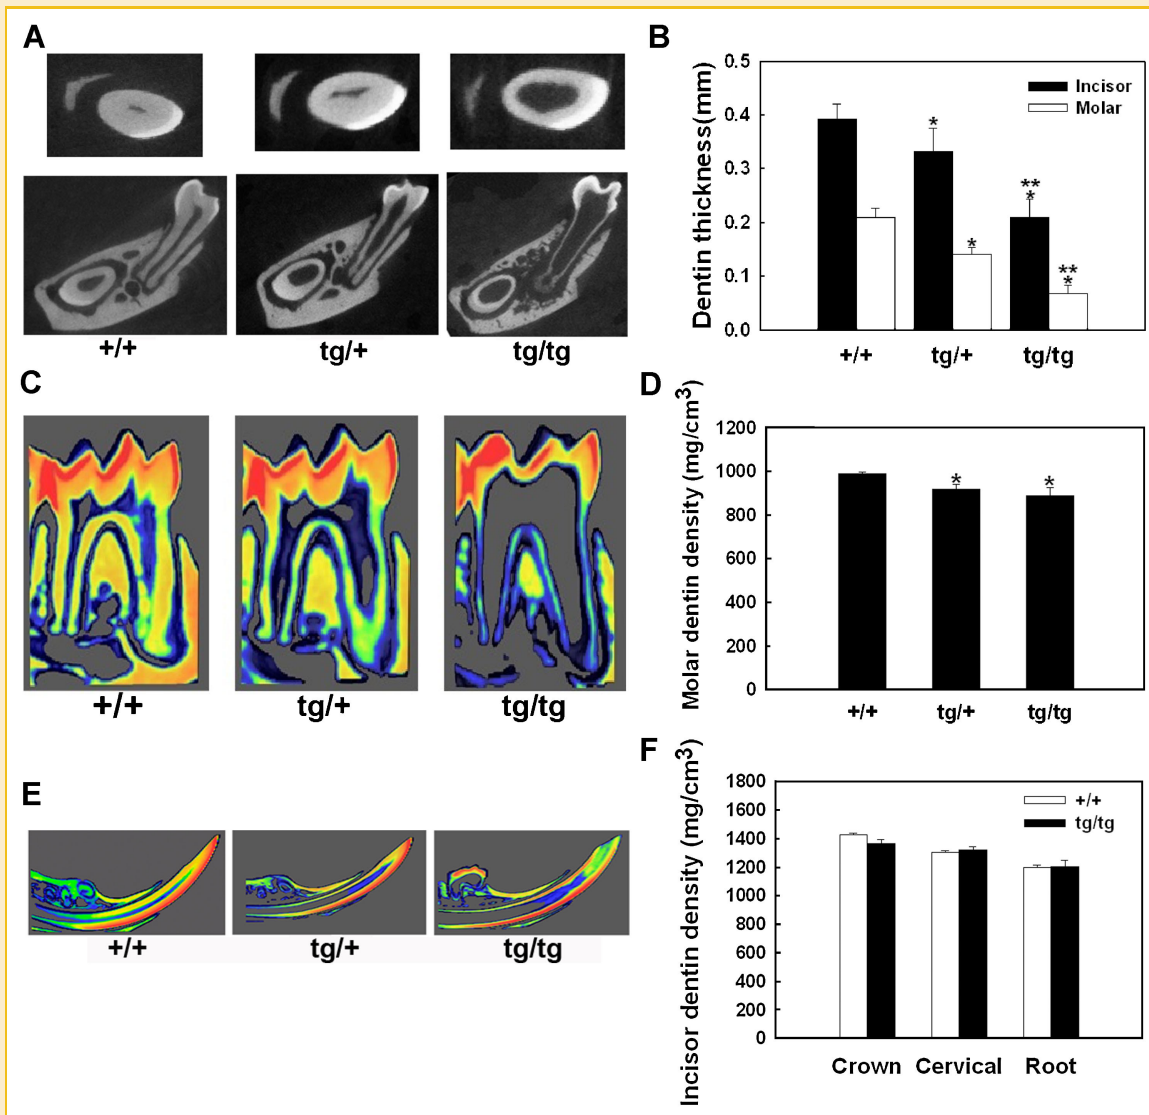 A
+/+
tg/+
tg/tg
B
Dentin thickness(mm)
0.5
0.4
0.3
0.2
0.1
0.0
Incisor
Molar
*
*
**
*
**
*
+/+
tg/+
tg/tg
C
+/+
tg/+
tg/tg
D
Molar dentin density (mg/cm³)
1200
1000
800
600
400
200
0
*
*
+/+
tg/+
tg/tg
E
+/+
tg/+
tg/tg
F
Incisor dentin density (mg/cm³)
1800
1600
1400
1200
1000
800
600
400
200
0
+/+
tg/tg
Crown
Cervical
Root